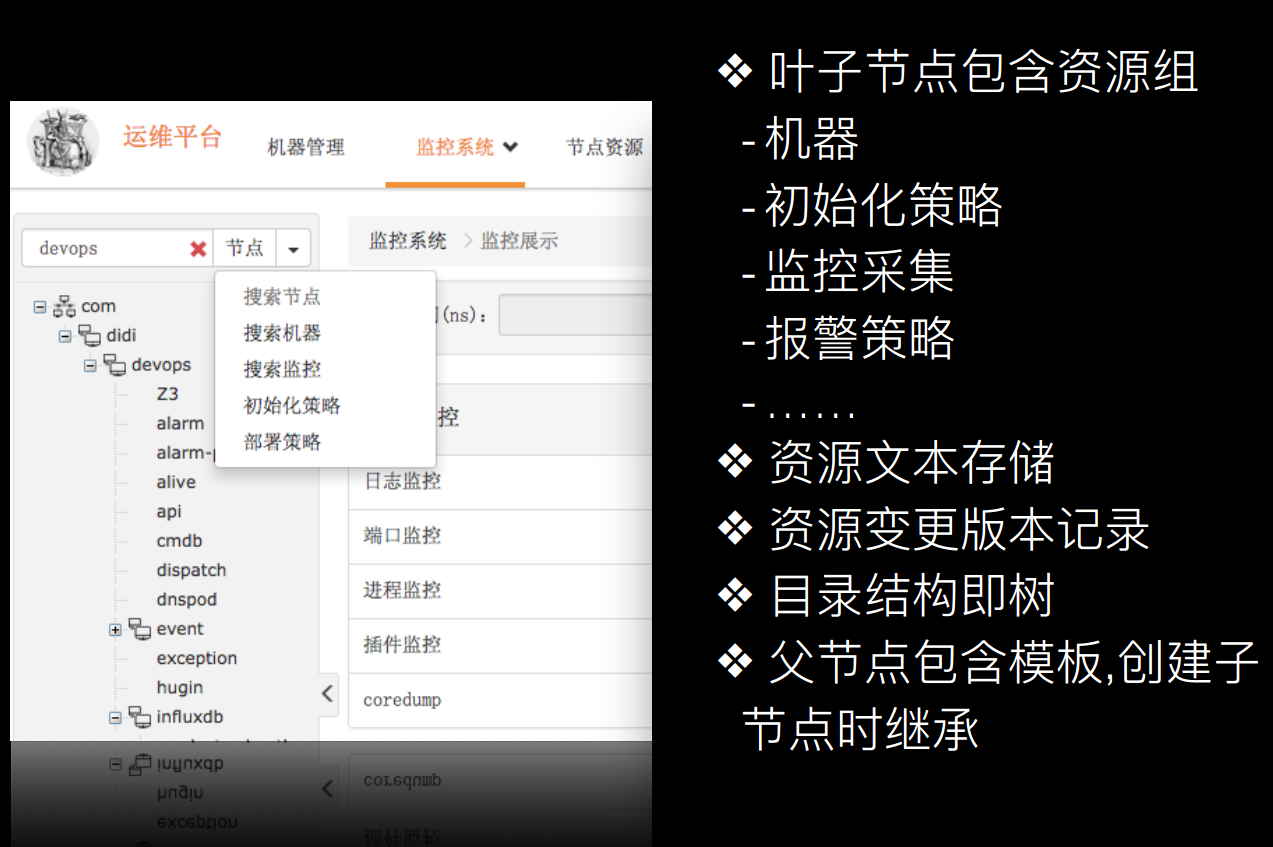 运维平台
机器管理
监控系统
节点资源
devops
节点
监控系统
监控展示
搜索节点
搜索机器
搜索监控
初始化策略
部署策略
(ns):
com
didi
devops
Z3
alarm
alarm-
alive
api
cmdb
dispatch
dnspod
event
exception
hugin
influxdb
控
日志监控
端口监控
进程监控
插件监控
coredump
❖ 叶子节点包含资源组
- 机器
- 初始化策略
- 监控采集
- 报警策略
- ......
❖ 资源文本存储
❖ 资源变更版本记录
❖ 目录结构即树
❖ 父节点包含模板,创建子
节点时继承